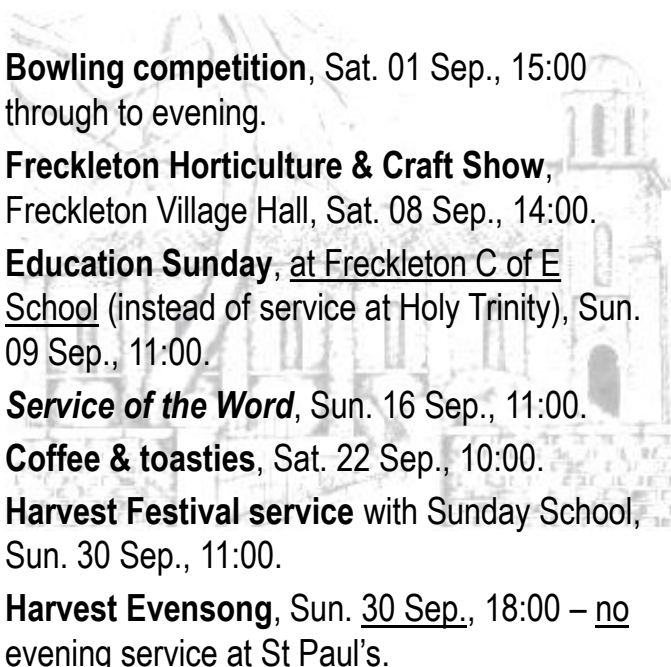 Bowling competition, Sat. 01 Sep., 15:00
through to evening.
Freckleton Horticulture & Craft Show,
Freckleton Village Hall, Sat. 08 Sep., 14:00.
Education Sunday, at Freckleton C of E
School (instead of service at Holy Trinity), Sun.
09 Sep., 11:00.
Service of the Word, Sun. 16 Sep., 11:00.
Coffee & toasties, Sat. 22 Sep., 10:00.
Harvest Festival service with Sunday School,
Sun. 30 Sep., 11:00.
Harvest Evensong, Sun. 30 Sep., 18:00 – no
evening service at St Paul's.